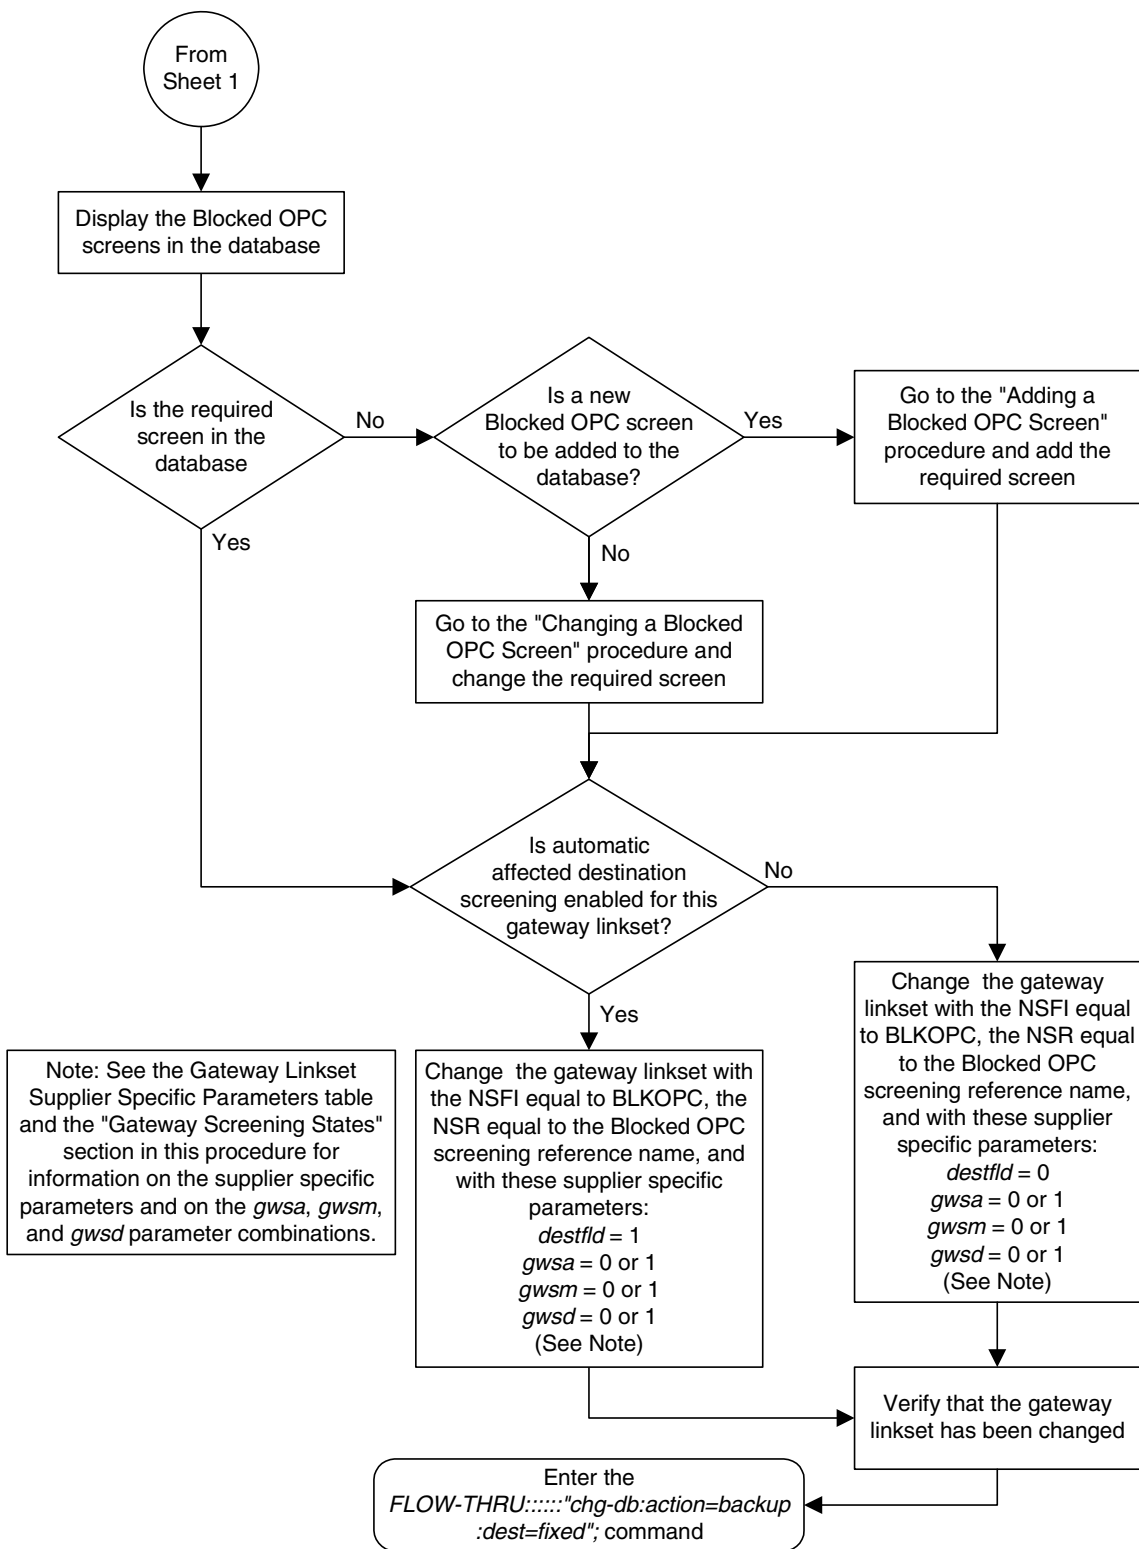 From
Sheet 1
Display the Blocked OPC
screens in the database
Is the required
screen in the
database
No
Yes
Is a new
Blocked OPC screen
to be added to the
database?
Yes
No
Go to the "Adding a
Blocked OPC Screen"
procedure and add the
required screen
Go to the "Changing a Blocked
OPC Screen" procedure and
change the required screen
Is automatic
affected destination
screening enabled for this
gateway linkset?
No
Yes
Note: See the Gateway Linkset
Supplier Specific Parameters table
and the "Gateway Screening States"
section in this procedure for
information on the supplier specific
parameters and on the gwsa, gwsm,
and gwsd parameter combinations.
Change the gateway linkset with
the NSFI equal to BLKOPC, the
NSR equal to the Blocked OPC
screening reference name, and
with these supplier specific
parameters:
destfld = 1
gwsa = 0 or 1
gwsm = 0 or 1
gwsd = 0 or 1
(See Note)
Change the gateway
linkset with the NSFI equal
to BLKOPC, the NSR equal
to the Blocked OPC
screening reference name,
and with these supplier
specific parameters:
destfld = 0
gwsa = 0 or 1
gwsm = 0 or 1
gwsd = 0 or 1
(See Note)
Verify that the gateway
linkset has been changed
Enter the
FLOW-THRU::::::"chg-db:action=backup
:dest=fixed"; command